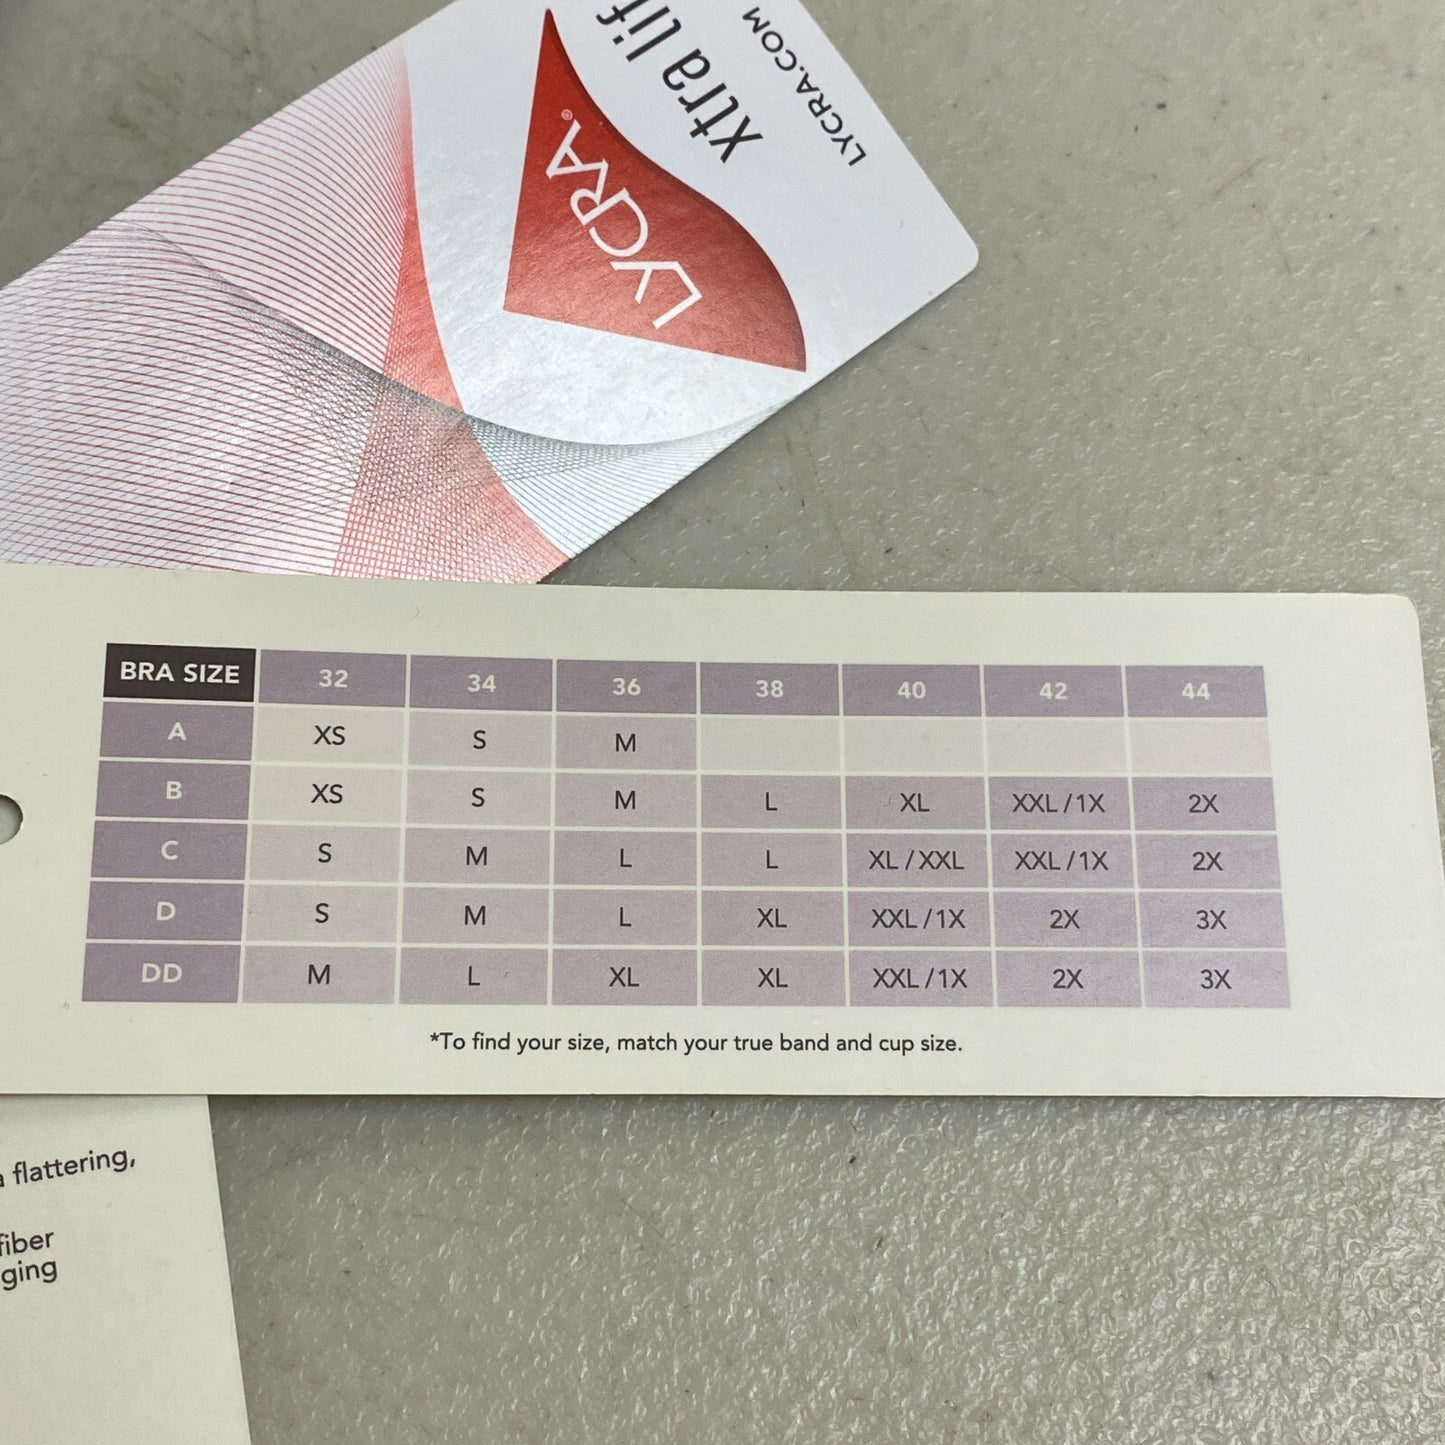 LYCRA.COM
xtra lif
LYCRA®
BRA SIZE 32 34 36 38 40 42 44
A XS S M
B XS S M L XL XXL/1X 2X
C S M L L XL/XXL XXL/1X 2X
D S M L XL XXL/1X 2X 3X
DD M L XL XL XXL/1X 2X 3X
*To find your size, match your true band and cup size.
a flattering,
fiber
ging